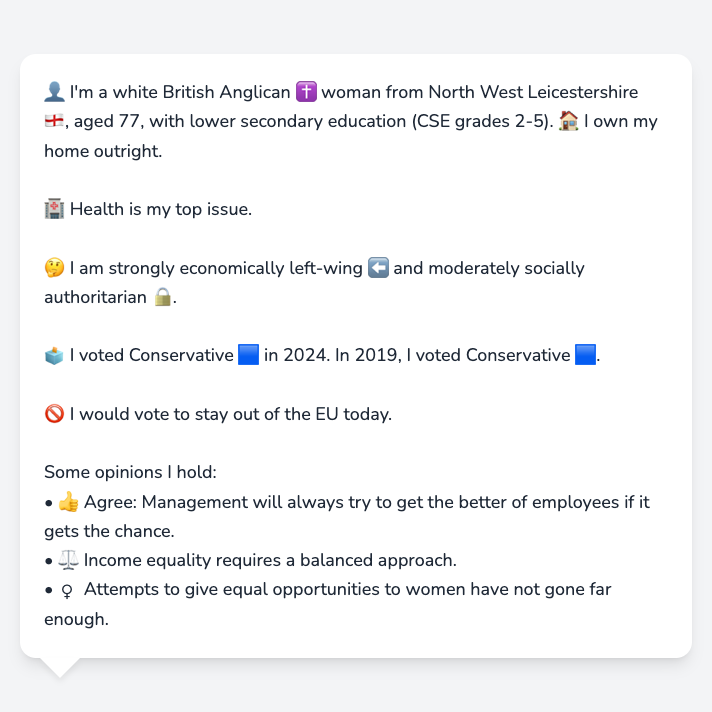 👤 I'm a white British Anglican ✝️ woman from North West Leicestershire
🏴󠁧󠁢󠁥󠁮󠁧󠁿, aged 77, with lower secondary education (CSE grades 2-5). 🏠 I own my
home outright.
🏥 Health is my top issue.
🤔 I am strongly economically left-wing ⬅️ and moderately socially
authoritarian 🔒.
🗳️ I voted Conservative 🟦 in 2024. In 2019, I voted Conservative 🟦.
🚫 I would vote to stay out of the EU today.
Some opinions I hold:
• 👍 Agree: Management will always try to get the better of employees if it
gets the chance.
• ⚖️ Income equality requires a balanced approach.
• ♀ Attempts to give equal opportunities to women have not gone far
enough.